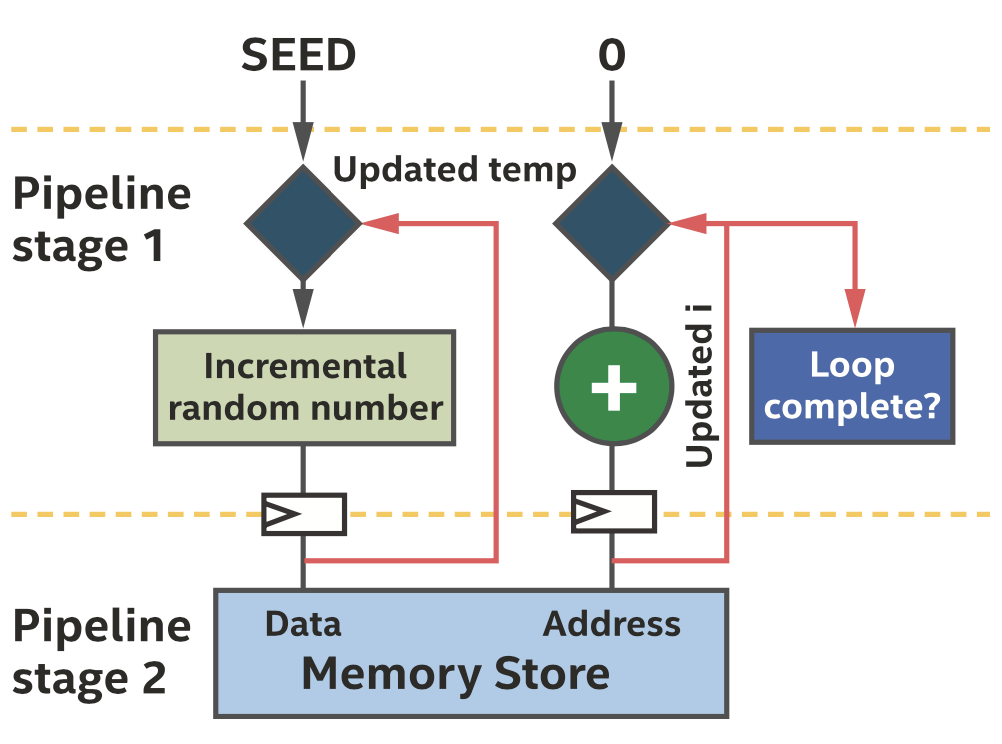 SEED
0
Updated temp
Pipeline
stage 1
Incremental
random number
+
Updated i
Loop
complete?
Pipeline
stage 2
Data
Address
Memory Store